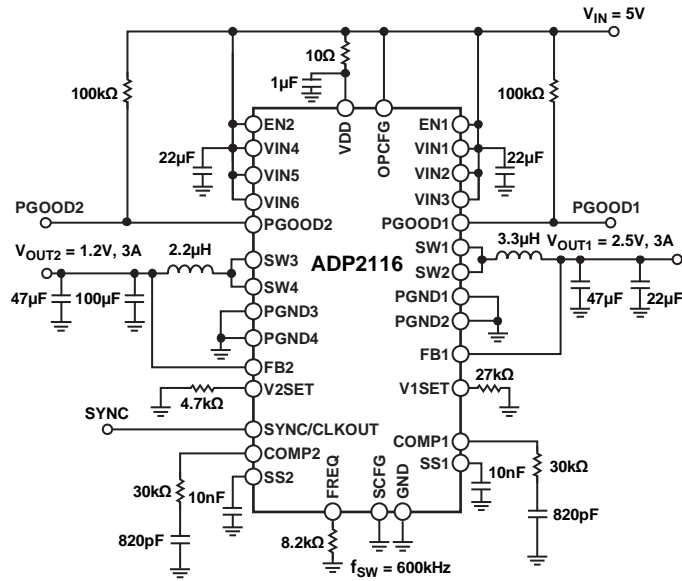 V_IN = 5V
10Ω
1μF
100kΩ
100kΩ
VDD
OPCFG
EN2
EN1
VIN4
VIN1
22μF
22μF
VIN5
VIN2
VIN6
VIN3
PGOOD2
PGOOD2
PGOOD1
PGOOD1
V_OUT2 = 1.2V, 3A
2.2μH
SW3
SW1
3.3μH
V_OUT1 = 2.5V, 3A
ADP2116
SW4
SW2
47μF
100μF
PGND3
PGND1
47μF
22μF
PGND4
PGND2
FB2
FB1
V2SET
V1SET
27kΩ
4.7kΩ
SYNC
SYNC/CLKOUT
COMP2
COMP1
SS2
SS1
30kΩ
10nF
10nF
30kΩ
FREQ
SCFG
GND
820pF
820pF
8.2kΩ
f_SW = 600kHz